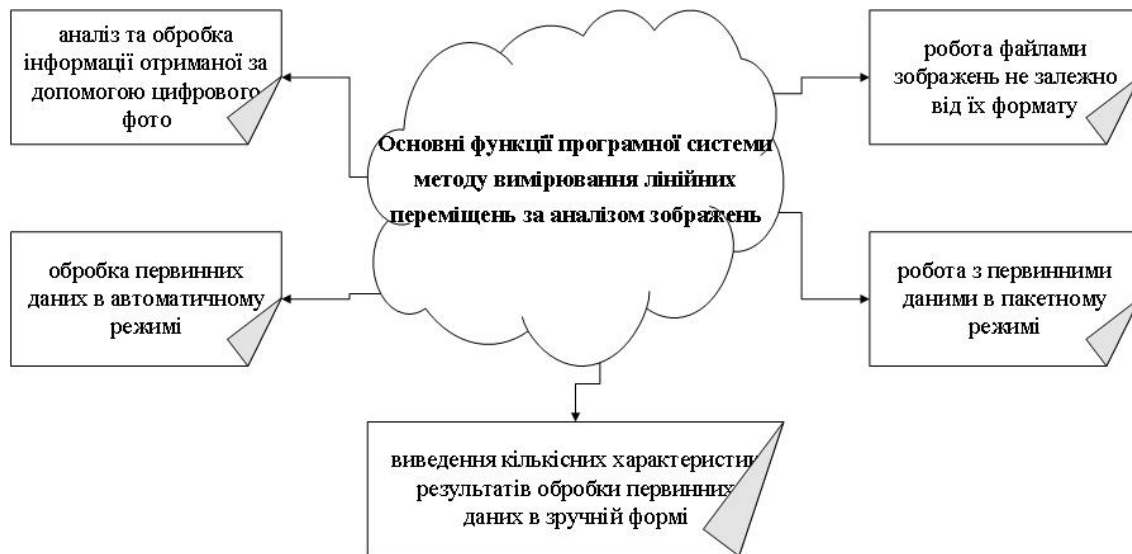 аналіз та обробка
інформації отриманої за
допомогою цифрового
фото
робота файлами
зображень не залежно
від їх формату
Основні функції програмної системи
методу вимірювання лінійних
переміщень за аналізом зображень
обробка первинних
даних в автоматичному
режимі
робота з первинними
даними в пакетному
режимі
виведення кількісних характеристик
результатів обробки первинних
даних в зручній формі